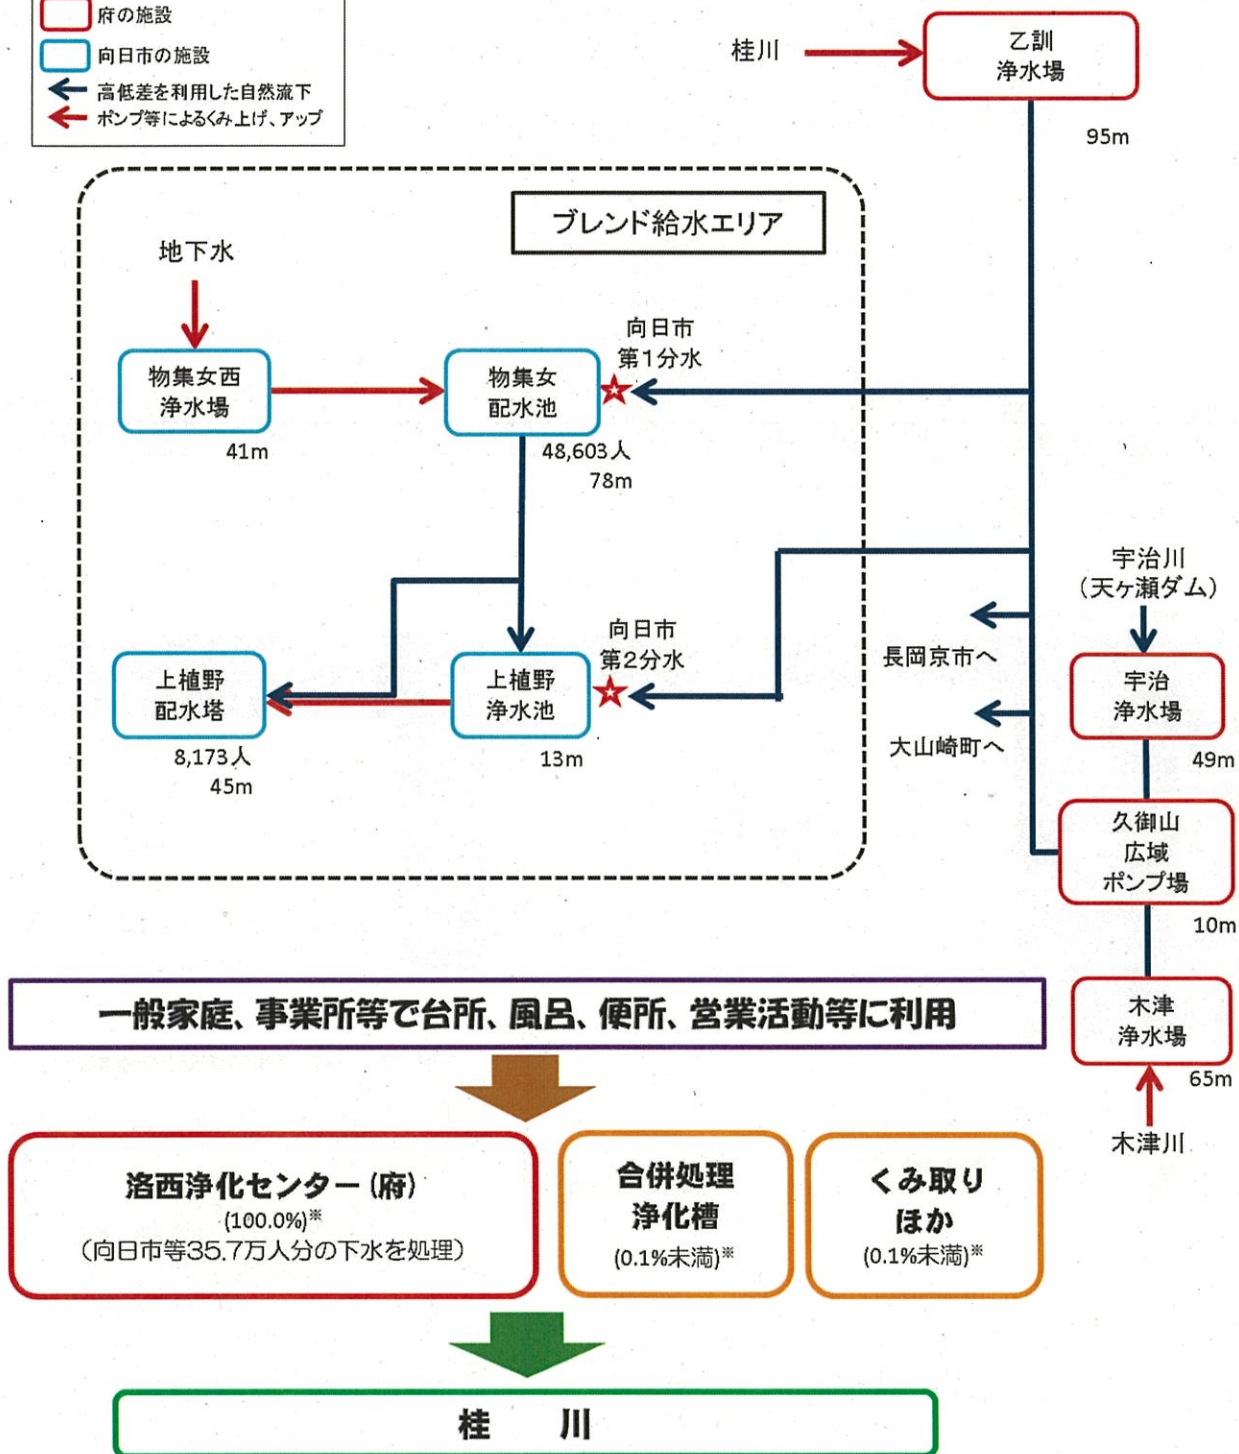 府の施設
向日市の施設
高低差を利用した自然流下
ポンプ等によるくみ上げ、アップ
桂川
乙訓
浄水場
95m
ブレンド給水エリア
地下水
物集女西
浄水場
41m
物集女
配水池
48,603人
78m
向日市
第1分水
上植野
配水塔
8,173人
45m
上植野
浄水池
13m
向日市
第2分水
長岡京市へ
大山崎町へ
宇治川
(天ヶ瀬ダム)
宇治
浄水場
49m
久御山
広域
ポンプ場
10m
木津
浄水場
65m
木津川
一般家庭、事業所等で台所、風呂、便所、営業活動等に利用
洛西浄化センター(府)
(100.0%)※
(向日市等35.7万人分の下水を処理)
合併処理
浄化槽
(0.1%未満)※
くみ取り
ほか
(0.1%未満)※
桂　川